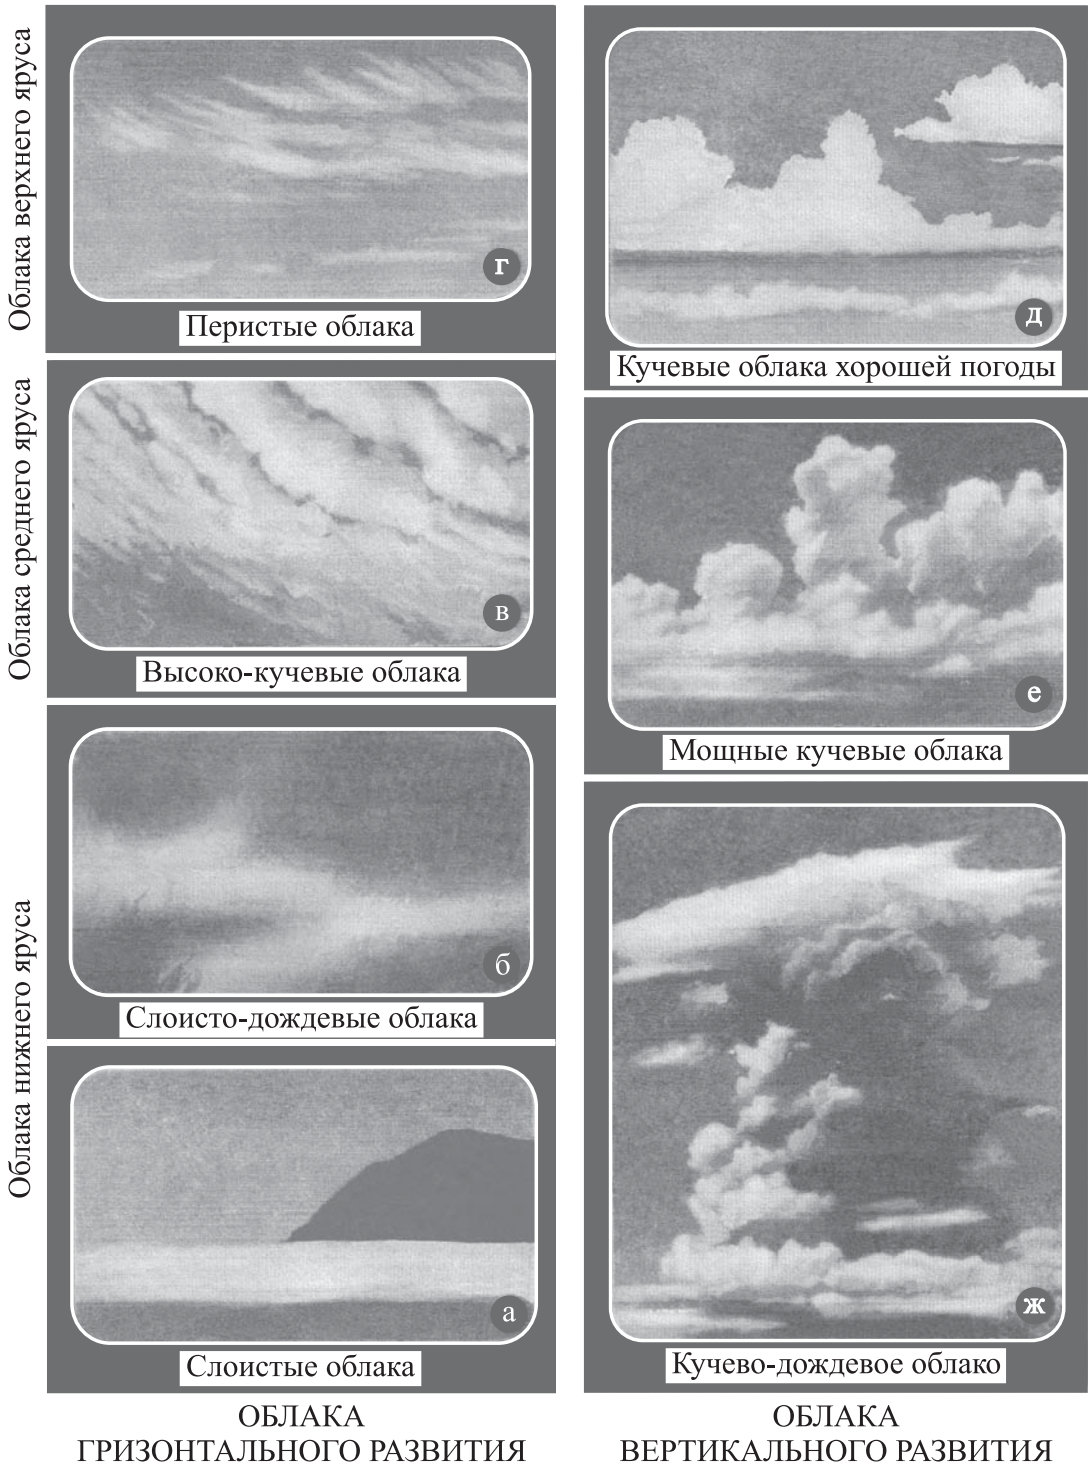 Облака верхнего яруса
г
Перистые облака
Облака среднего яруса
в
Высоко-кучевые облака
Облака нижнего яруса
б
Слоисто-дождевые облака
а
Слоистые облака
ОБЛАКА
ГРИЗОНТАЛЬНОГО РАЗВИТИЯ
д
Кучевые облака хорошей погоды
е
Мощные кучевые облака
ж
Кучево-дождевое облако
ОБЛАКА
ВЕРТИКАЛЬНОГО РАЗВИТИЯ